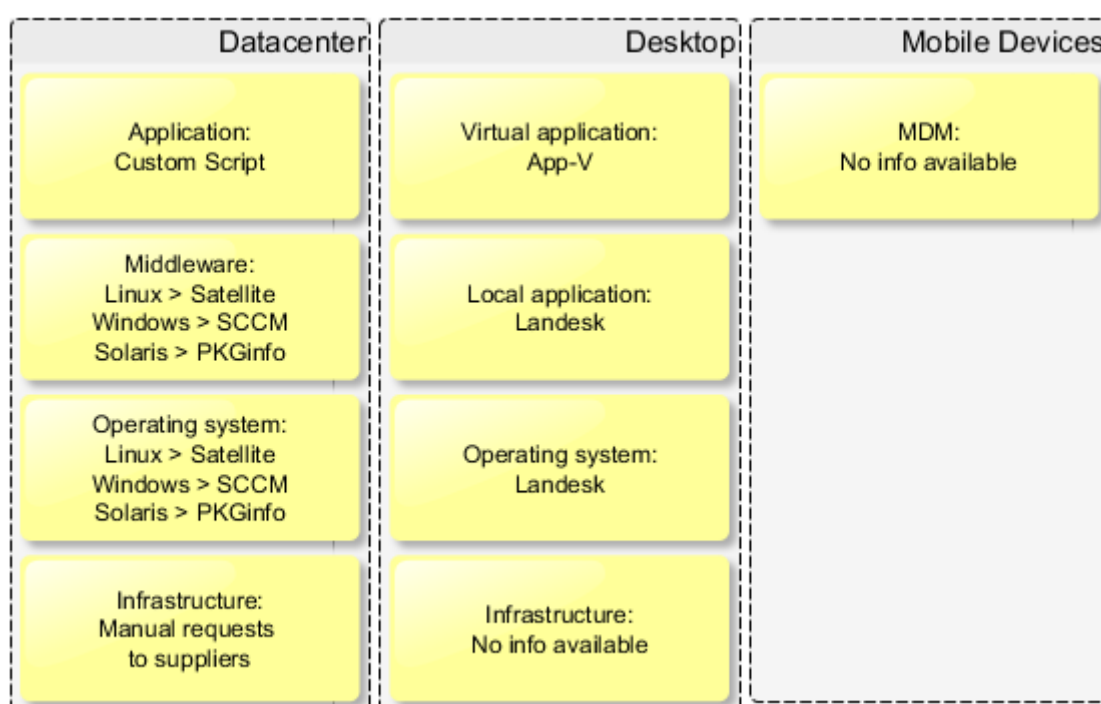 Datacenter
Application:
Custom Script
Middleware:
Linux > Satellite
Windows > SCCM
Solaris > PKGinfo
Operating system:
Linux > Satellite
Windows > SCCM
Solaris > PKGinfo
Infrastructure:
Manual requests
to suppliers
Desktop
Virtual application:
App-V
Local application:
Landesk
Operating system:
Landesk
Infrastructure:
No info available
Mobile Devices
MDM:
No info available